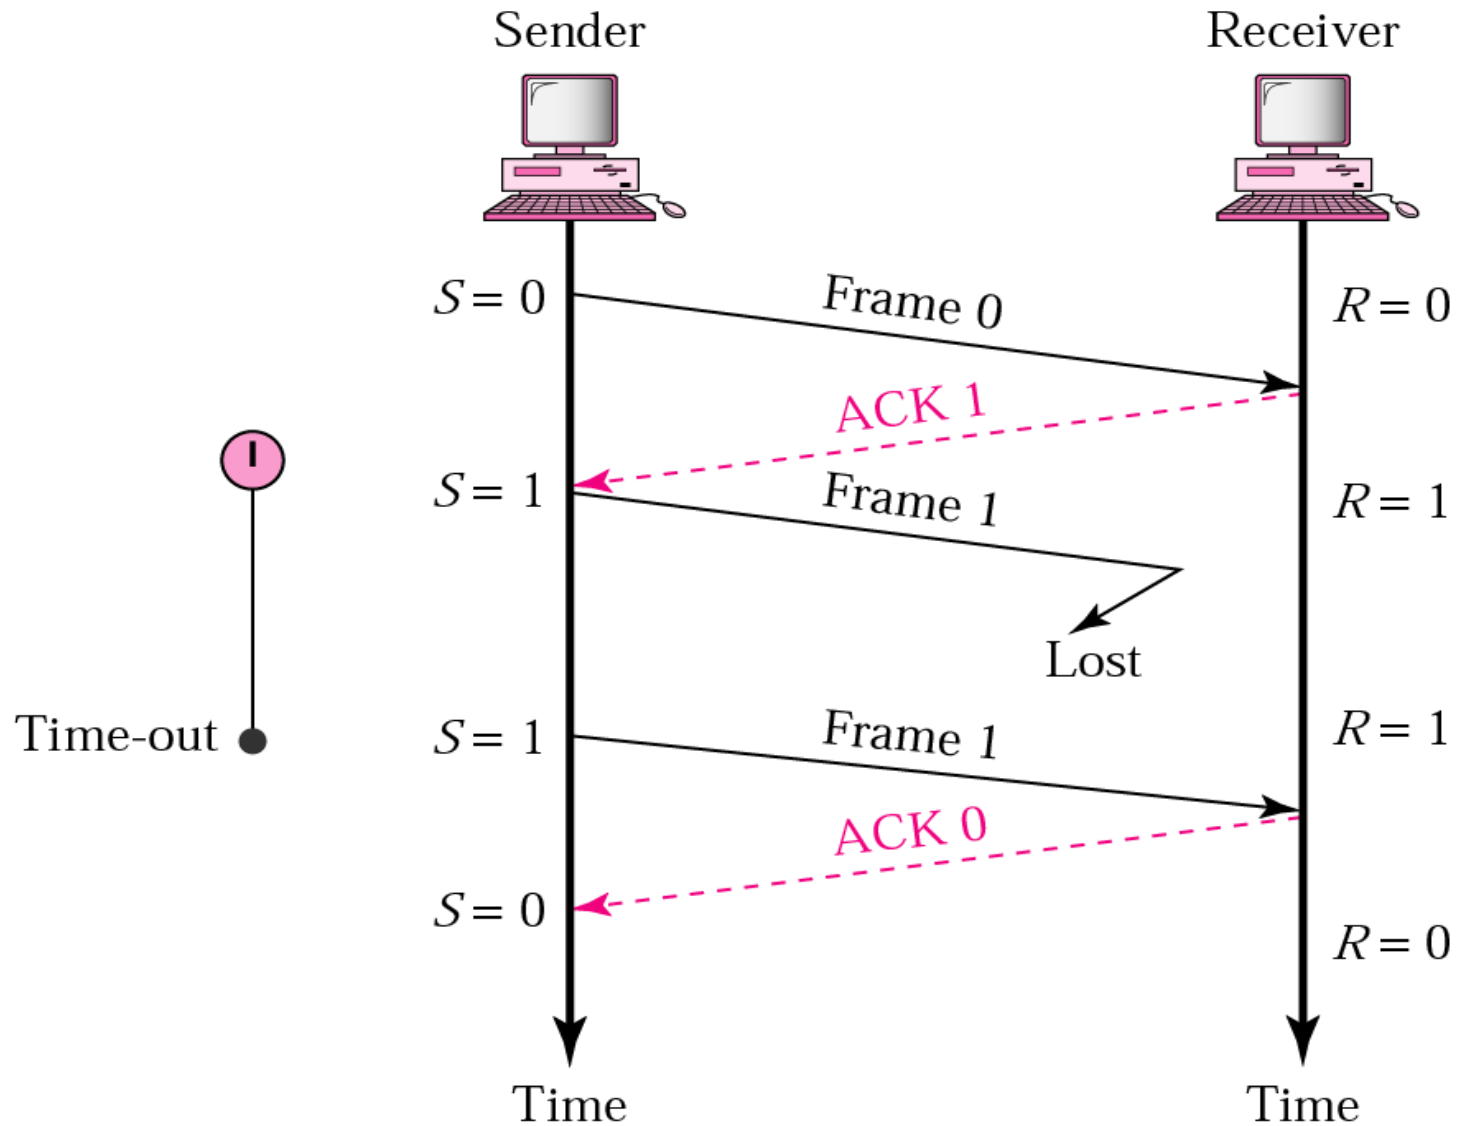 Sender
Receiver
S = 0
Frame 0
R = 0
ACK 1
S = 1
Frame 1
R = 1
Lost
Time-out
S = 1
Frame 1
R = 1
ACK 0
S = 0
R = 0
Time
Time